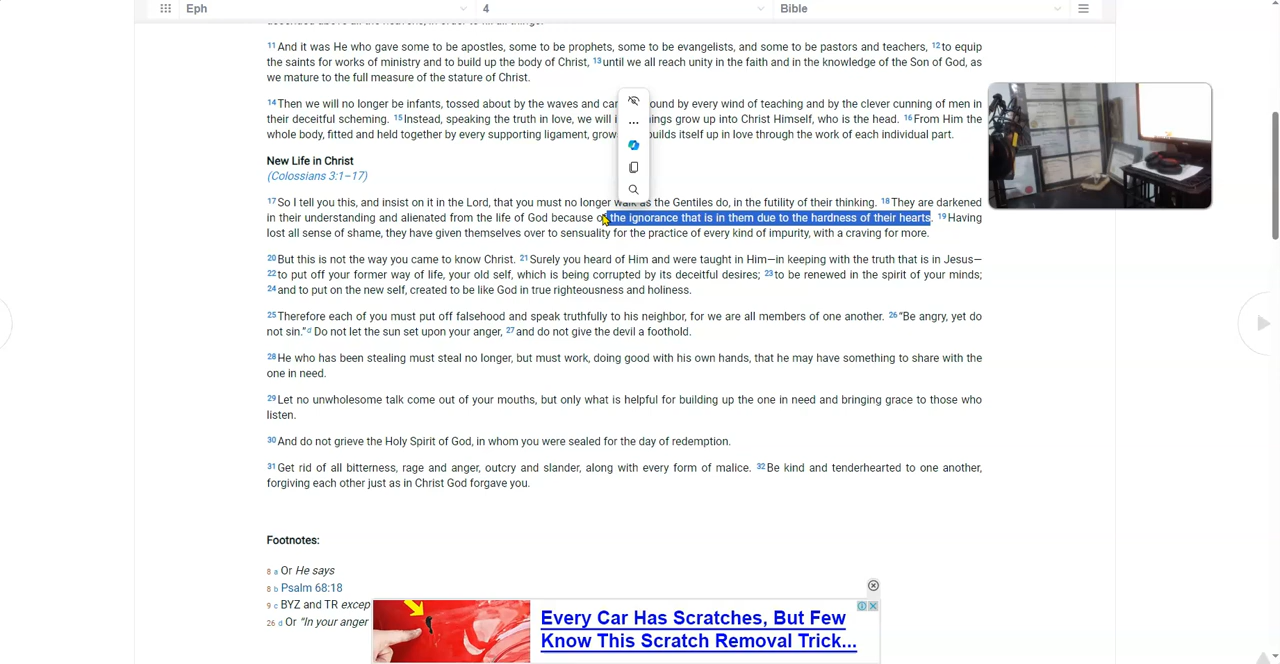 Eph 4 Bible
11 And it was He who gave some to be apostles, some to be prophets, some to be evangelists, and some to be pastors and teachers, 12 to equip
the saints for works of ministry and to build up the body of Christ, 13 until we all reach unity in the faith and in the knowledge of the Son of God, as
we mature to the full measure of the stature of Christ.
14 Then we will no longer be infants, tossed about by the waves and car ound by every wind of teaching and by the clever cunning of men in
their deceitful scheming. 15 Instead, speaking the truth in love, we will i ings grow up into Christ Himself, who is the head. 16 From Him the
whole body, fitted and held together by every supporting ligament, grow uilds itself up in love through the work of each individual part.
New Life in Christ
(Colossians 3:1–17)
17 So I tell you this, and insist on it in the Lord, that you must no longer walk as the Gentiles do, in the futility of their thinking. 18 They are darkened
in their understanding and alienated from the life of God because of the ignorance that is in them due to the hardness of their hearts. 19 Having
lost all sense of shame, they have given themselves over to sensuality for the practice of every kind of impurity, with a craving for more.
20 But this is not the way you came to know Christ. 21 Surely you heard of Him and were taught in Him—in keeping with the truth that is in Jesus—
22 to put off your former way of life, your old self, which is being corrupted by its deceitful desires; 23 to be renewed in the spirit of your minds;
24 and to put on the new self, created to be like God in true righteousness and holiness.
25 Therefore each of you must put off falsehood and speak truthfully to his neighbor, for we are all members of one another. 26 “Be angry, yet do
not sin.” d Do not let the sun set upon your anger, 27 and do not give the devil a foothold.
28 He who has been stealing must steal no longer, but must work, doing good with his own hands, that he may have something to share with the
one in need.
29 Let no unwholesome talk come out of your mouths, but only what is helpful for building up the one in need and bringing grace to those who
listen.
30 And do not grieve the Holy Spirit of God, in whom you were sealed for the day of redemption.
31 Get rid of all bitterness, rage and anger, outcry and slander, along with every form of malice. 32 Be kind and tenderhearted to one another,
forgiving each other just as in Christ God forgave you.
Footnotes:
8 a Or He says
8 b Psalm 68:18
9 c BYZ and TR excep
26 d Or “In your anger
Every Car Has Scratches, But Few
Know This Scratch Removal Trick...